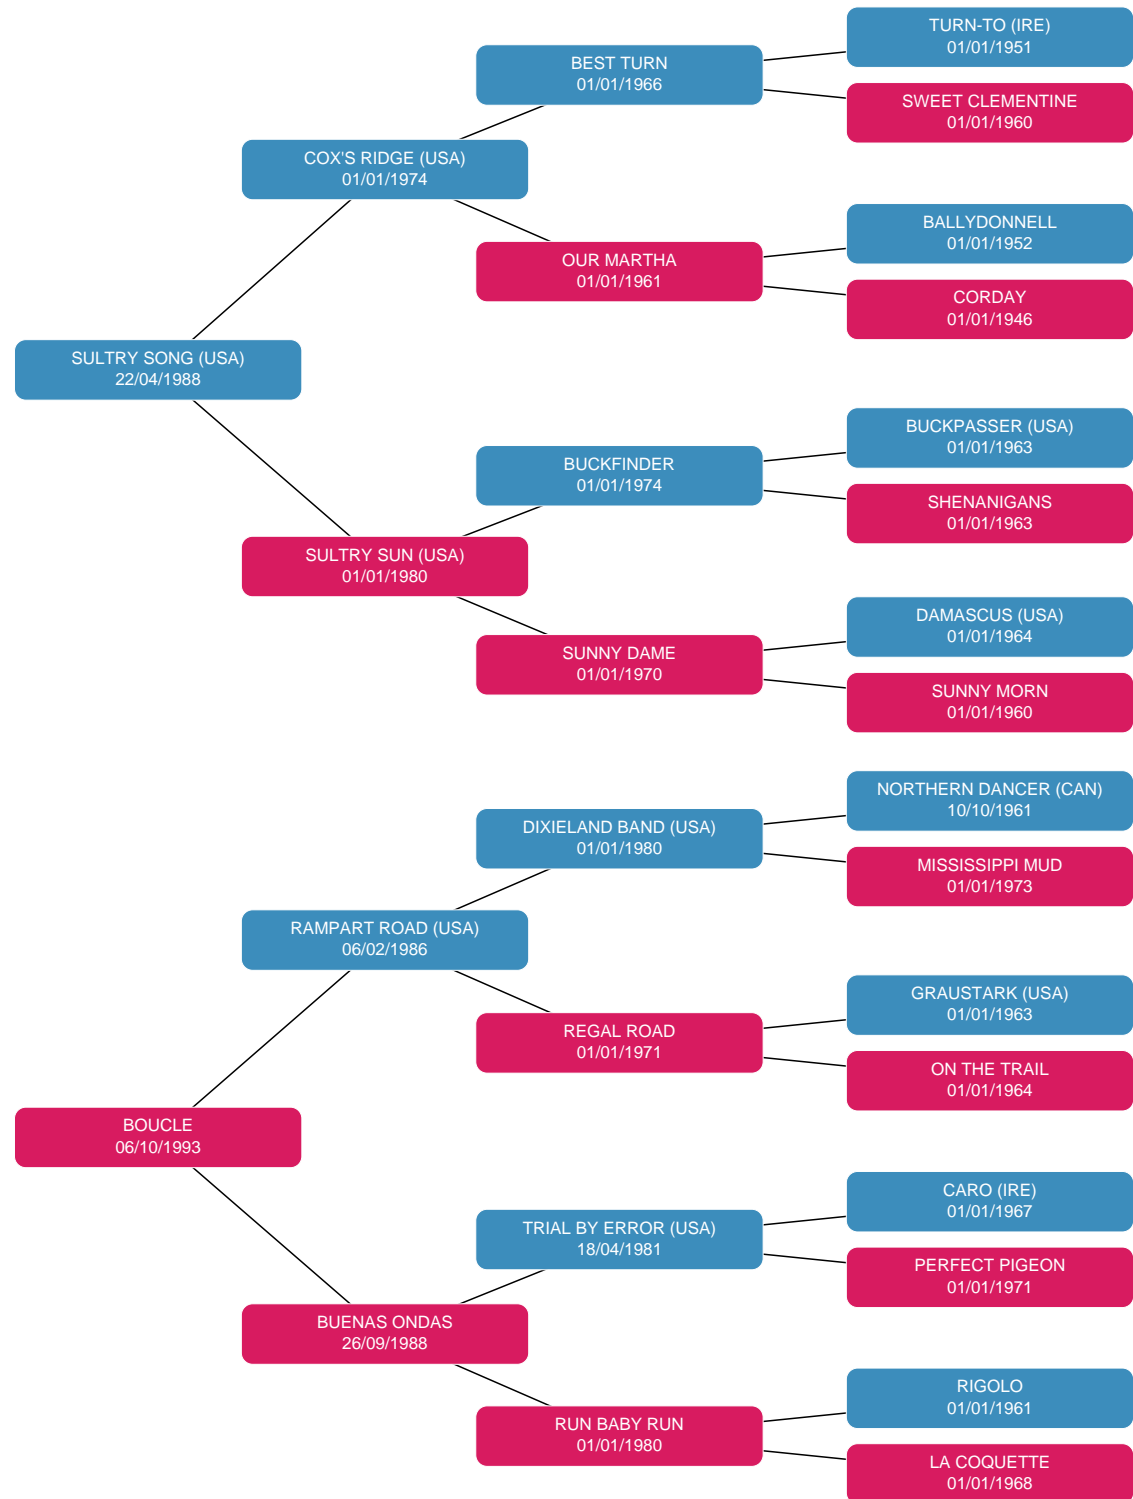 TURN-TO (IRE)
01/01/1951
BEST TURN
01/01/1966
SWEET CLEMENTINE
01/01/1960
COX'S RIDGE (USA)
01/01/1974
BALLYDONNELL
01/01/1952
OUR MARTHA
01/01/1961
CORDAY
01/01/1946
SULTRY SONG (USA)
22/04/1988
BUCKPASSER (USA)
01/01/1963
BUCKFINDER
01/01/1974
SHENANIGANS
01/01/1963
SULTRY SUN (USA)
01/01/1980
DAMASCUS (USA)
01/01/1964
SUNNY DAME
01/01/1970
SUNNY MORN
01/01/1960
NORTHERN DANCER (CAN)
10/10/1961
DIXIELAND BAND (USA)
01/01/1980
MISSISSIPPI MUD
01/01/1973
RAMPART ROAD (USA)
06/02/1986
GRAUSTARK (USA)
01/01/1963
REGAL ROAD
01/01/1971
ON THE TRAIL
01/01/1964
BOUCLE
06/10/1993
CARO (IRE)
01/01/1967
TRIAL BY ERROR (USA)
18/04/1981
PERFECT PIGEON
01/01/1971
BUENAS ONDAS
26/09/1988
RIGOLO
01/01/1961
RUN BABY RUN
01/01/1980
LA COQUETTE
01/01/1968